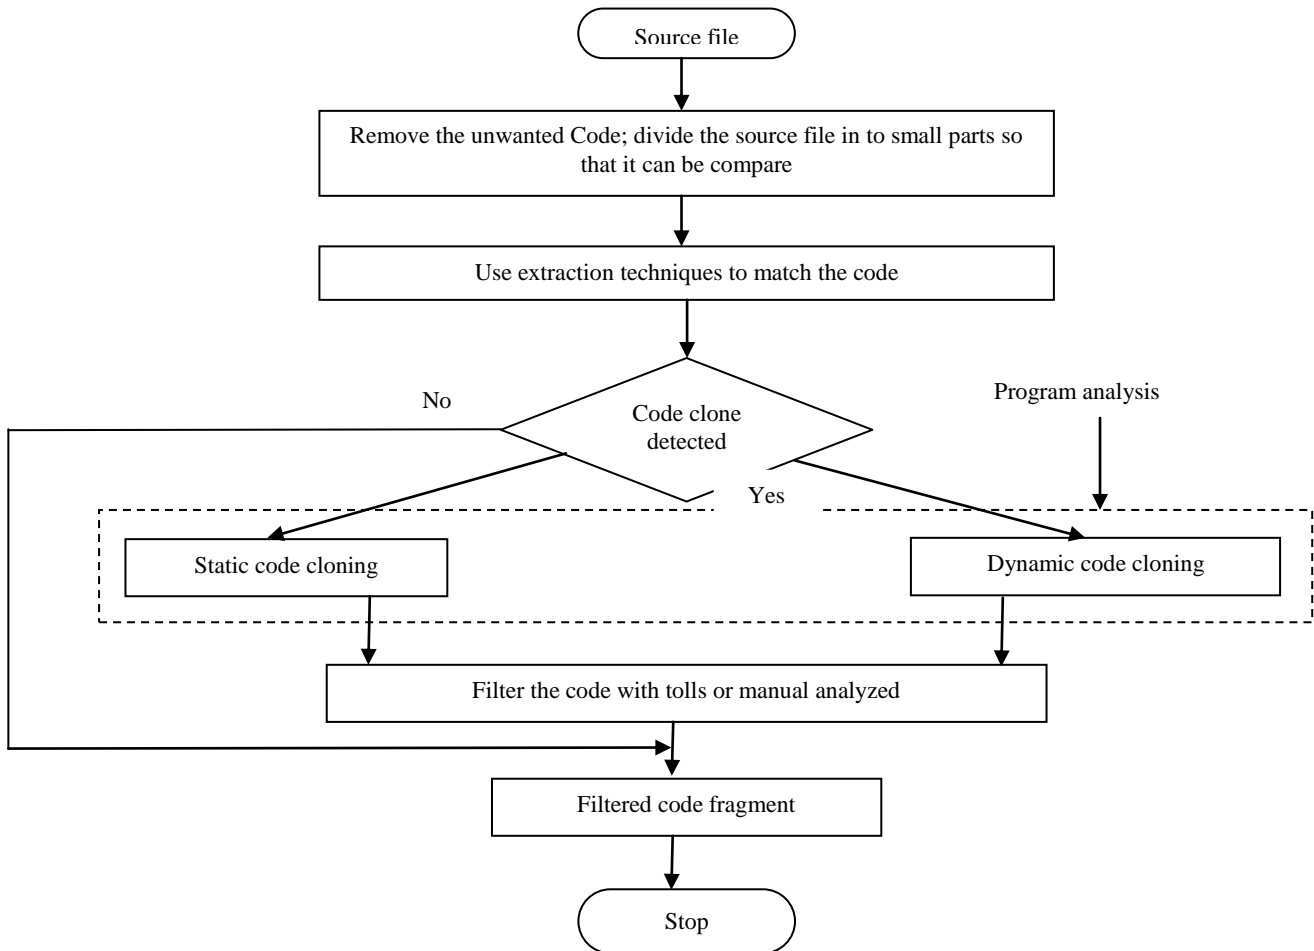 Source file
Remove the unwanted Code; divide the source file in to small parts so
that it can be compare
Use extraction techniques to match the code
No
Code clone
detected
Program analysis
Yes
Static code cloning
Dynamic code cloning
Filter the code with tolls or manual analyzed
Filtered code fragment
Stop